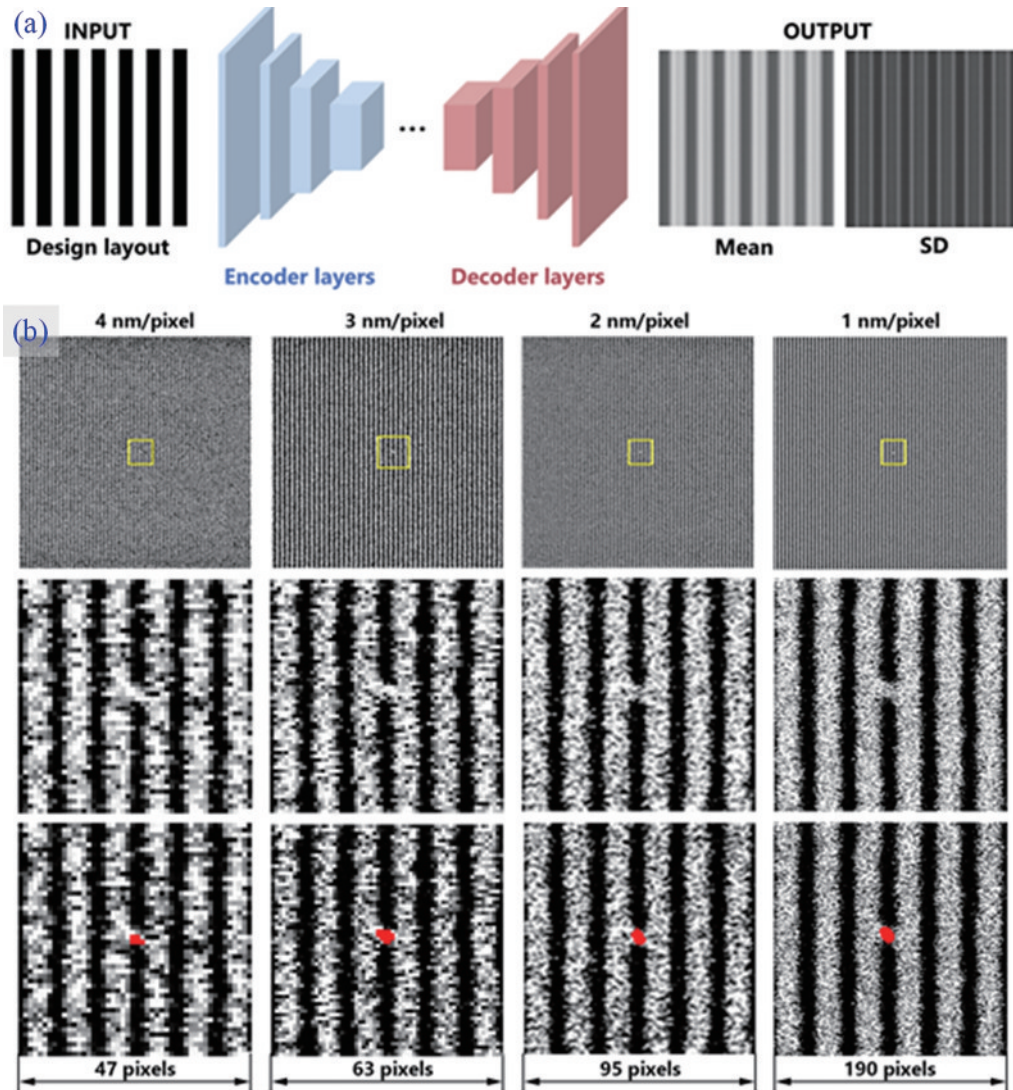 (a)
INPUT
OUTPUT
...
Design layout
Encoder layers
Decoder layers
Mean
SD
(b)
4 nm/pixel
3 nm/pixel
2 nm/pixel
1 nm/pixel
47 pixels
63 pixels
95 pixels
190 pixels